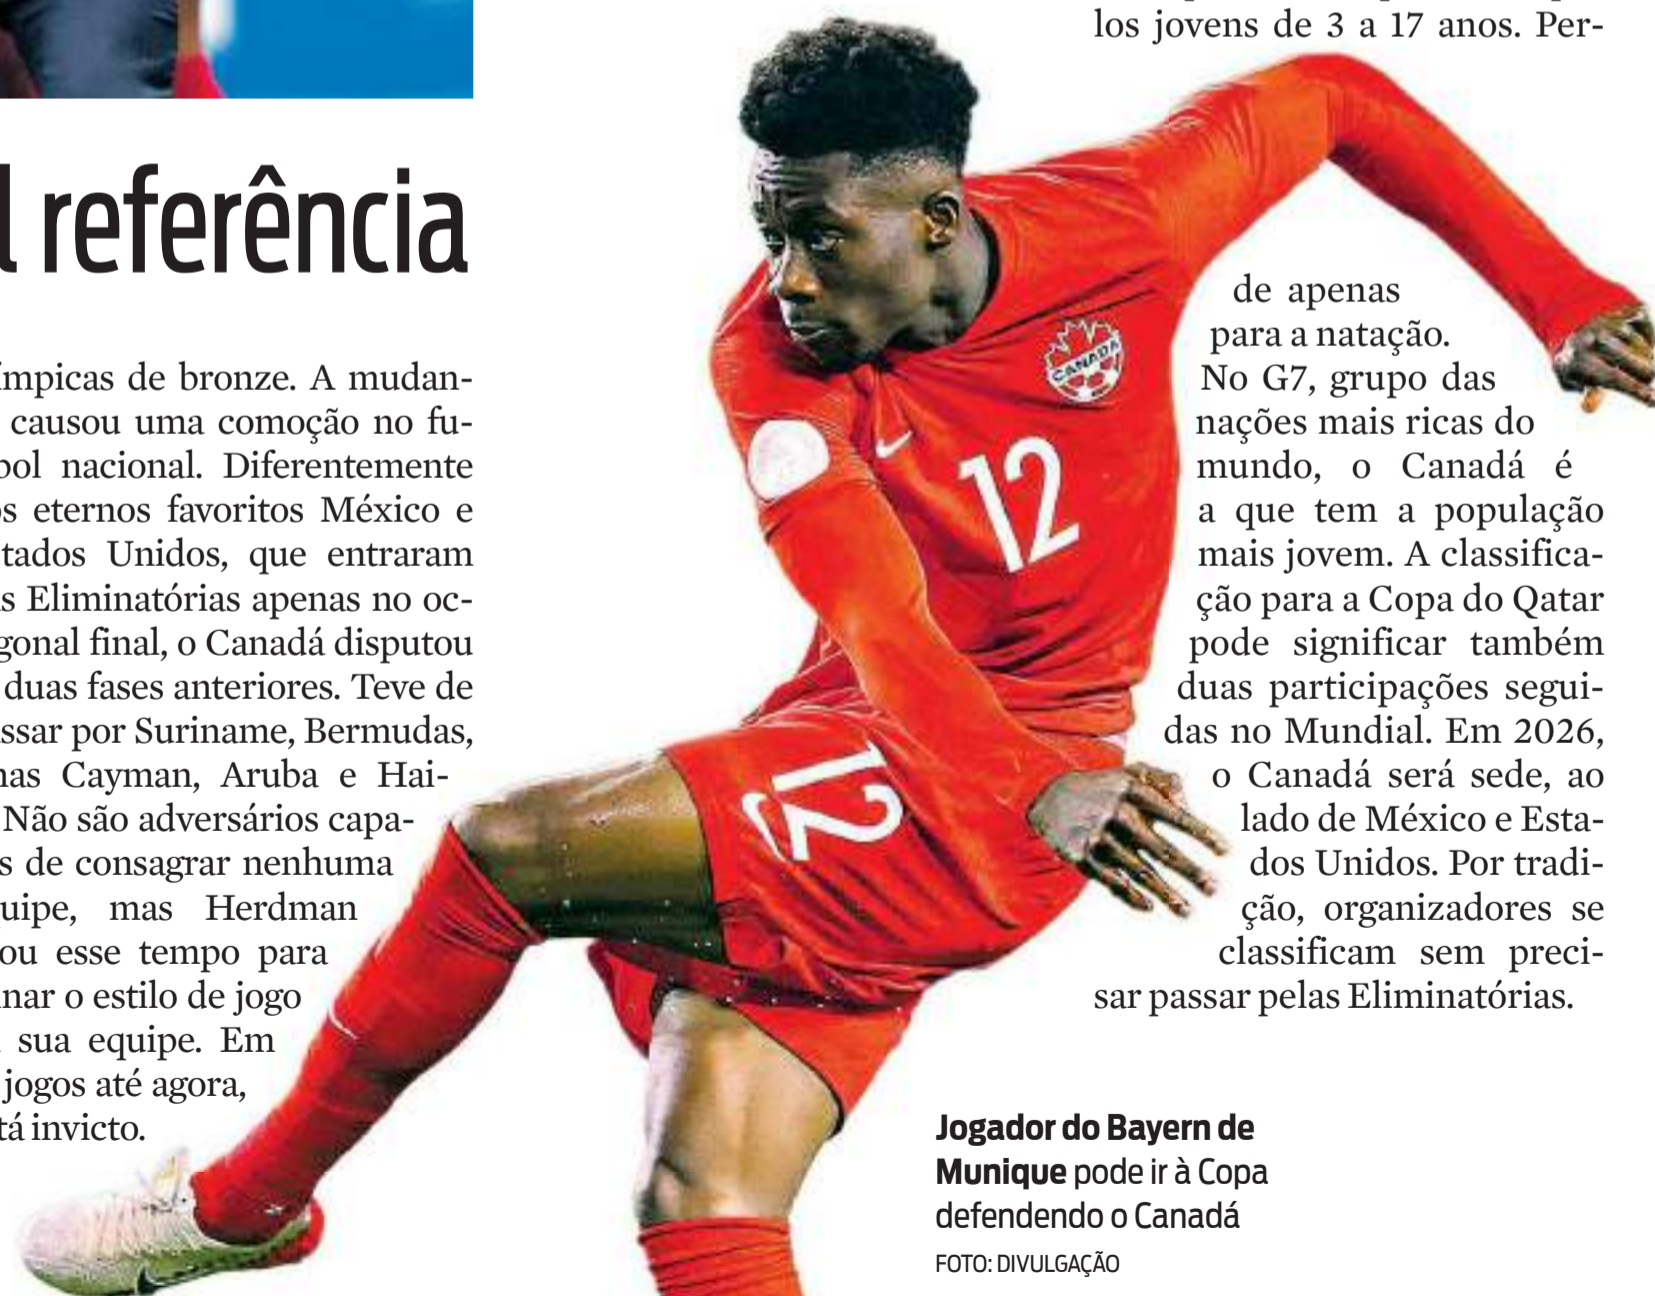 l referência
ímpicas de bronze. A mudan-
causou uma comoção no fu-
bol nacional. Diferentemente
os eternos favoritos México e
tados Unidos, que entraram
as Eliminatórias apenas no oc-
gonal final, o Canadá disputou
duas fases anteriores. Teve de
assar por Suriname, Bermudas,
has Cayman, Aruba e Hai-
Não são adversários capa-
s de consagrar nenhuma
uipe, mas Herdman
ou esse tempo para
inar o estilo de jogo
sua equipe. Em
jogos até agora,
tá invicto.
CANADA
12
12
los jovens de 3 a 17 anos. Per-
de apenas
para a natação.
No G7, grupo das
nações mais ricas do
mundo, o Canadá é
a que tem a população
mais jovem. A classifica-
ção para a Copa do Qatar
pode significar também
duas participações segui-
das no Mundial. Em 2026,
o Canadá será sede, ao
lado de México e Esta-
dos Unidos. Por tradi-
ção, organizadores se
classificam sem preci-
sar passar pelas Eliminatórias.
Jogador do Bayern de
Munique pode ir à Copa
defendendo o Canadá
FOTO: DIVULGAÇÃO